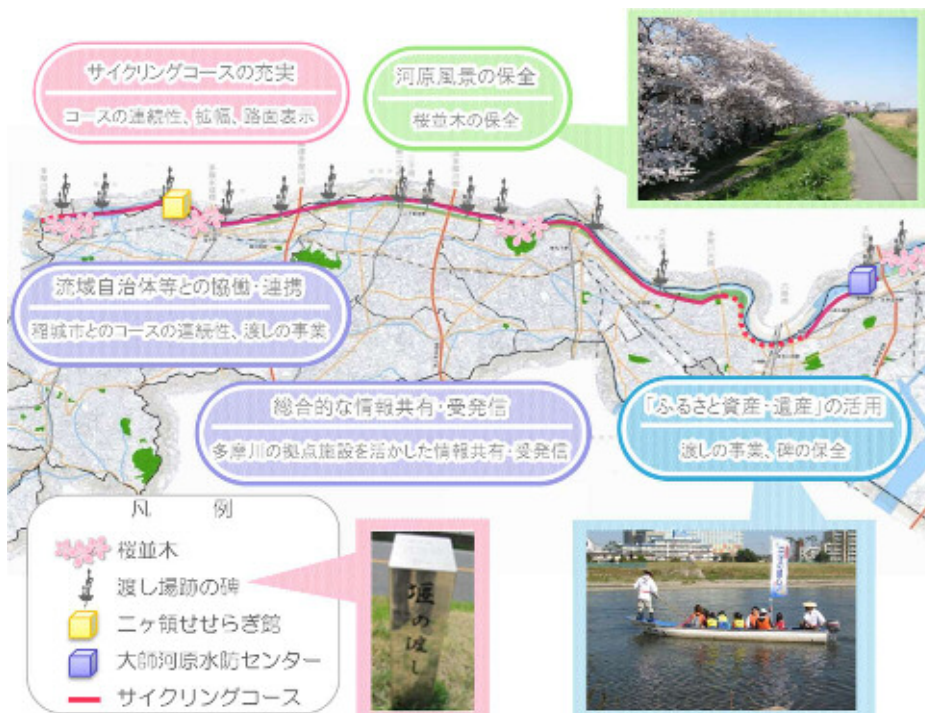 サイクリングコースの充実
コースの連続性、拡幅、路面表示
河原風景の保全
桜並木の保全
流域自治体等との協働・連携
稲城市とのコースの連続性、渡しの事業
総合的な情報共有・受発信
多摩川の拠点施設を活かした情報共有・受発信
「ふるさと資産・遺産」の活用
渡しの事業、碑の保全
凡 例
桜並木
渡し場跡の碑
二ヶ領せせらぎ館
大師河原水防センター
サイクリングコース
堰の渡し